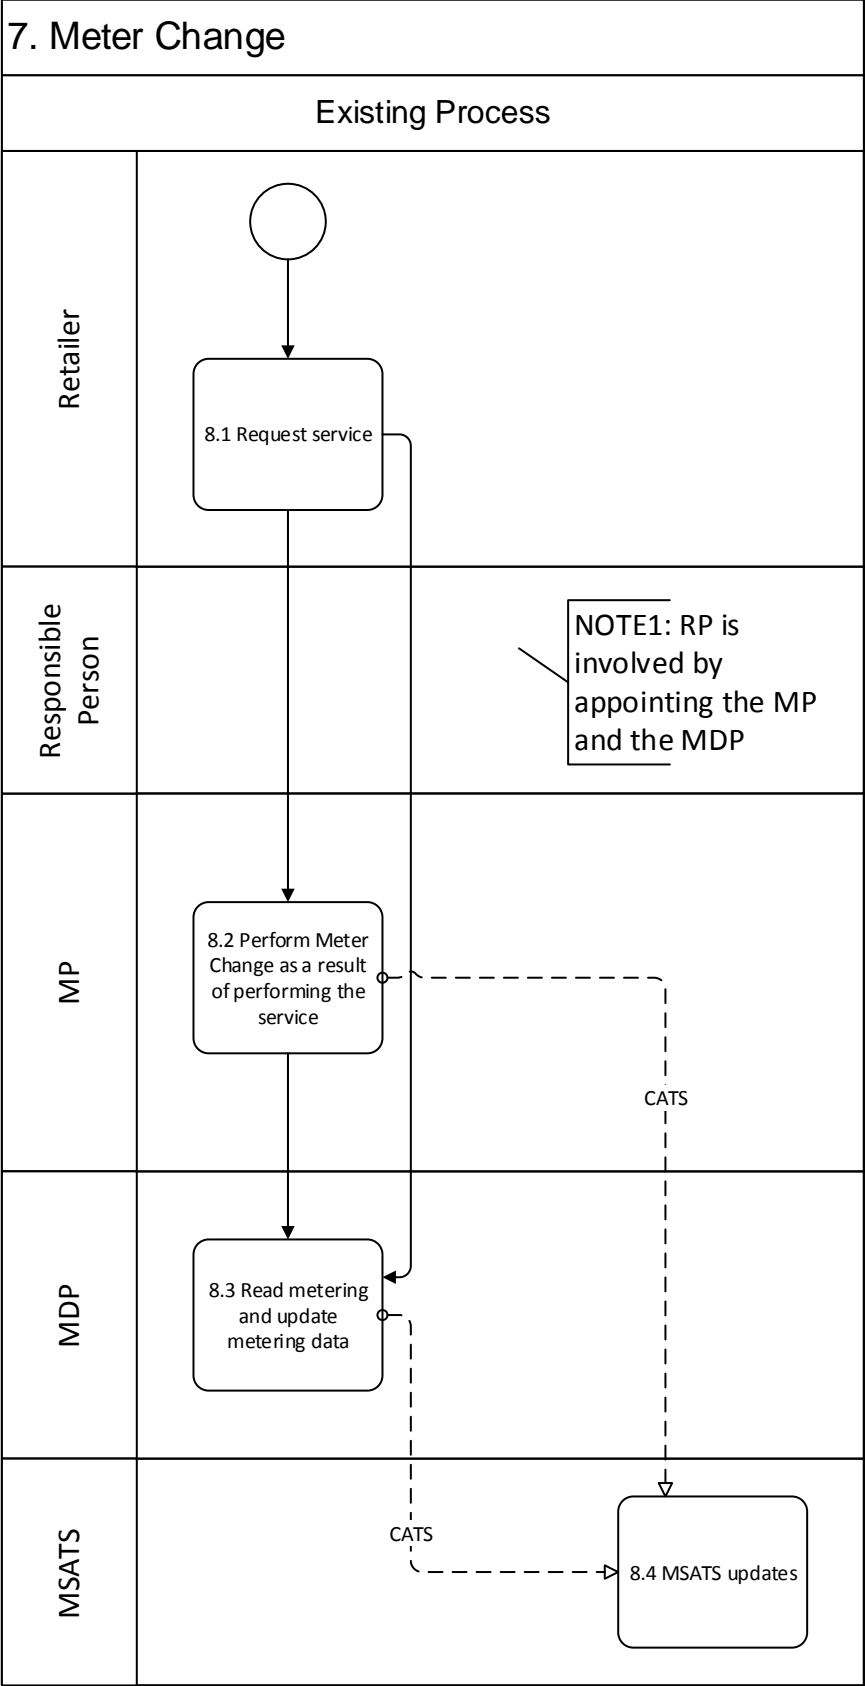 7. Meter Change
Existing Process
Retailer
8.1 Request service
Responsible
Person
NOTE1: RP is
involved by
appointing the MP
and the MDP
MP
8.2 Perform Meter
Change as a result
of performing the
service
CATS
MDP
8.3 Read metering
and update
metering data
MSATS
CATS
8.4 MSATS updates